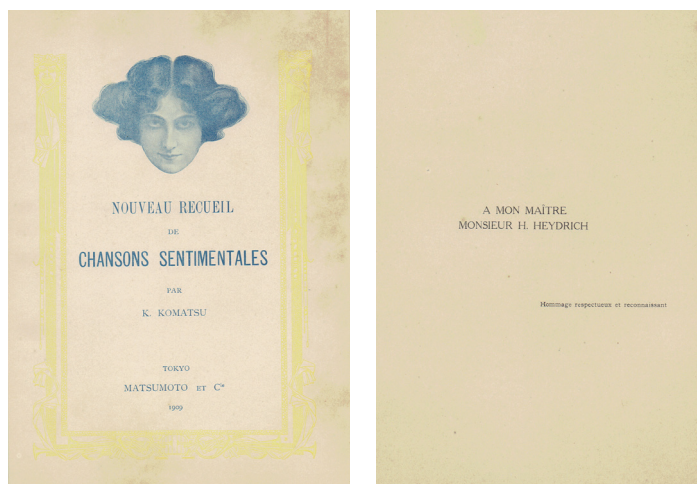 NOUVEAU RECUEIL
DE
CHANSONS SENTIMENTALES
PAR
K. KOMATSU
TOKYO
MATSUMOTO ET Cie
1909
A MON MAÎTRE
MONSIEUR H. HEYDRICH
Hommage respectueux et reconnaissant